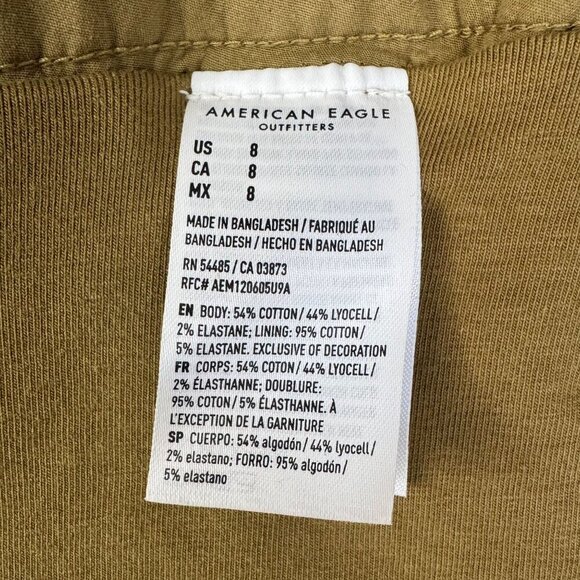 AMERICAN EAGLE
OUTFITTERS
US 8
CA 8
MX 8
MADE IN BANGLADESH / FABRIQUÉ AU
BANGLADESH / HECHO EN BANGLADESH
RN 54485 / CA 03873
RFC# AEM120605U9A
EN BODY: 54% COTTON / 44% LYOCELL /
2% ELASTANE; LINING: 95% COTTON /
5% ELASTANE. EXCLUSIVE OF DECORATION
FR CORPS: 54% COTON / 44% LYOCELL /
2% ÉLASTHANNE; DOUBLURE:
95% COTON / 5% ÉLASTHANNE. À
L'EXCEPTION DE LA GARNITURE
SP CUERPO: 54% algodón / 44% lyocell /
2% elastano; FORRO: 95% algodón /
5% elastano